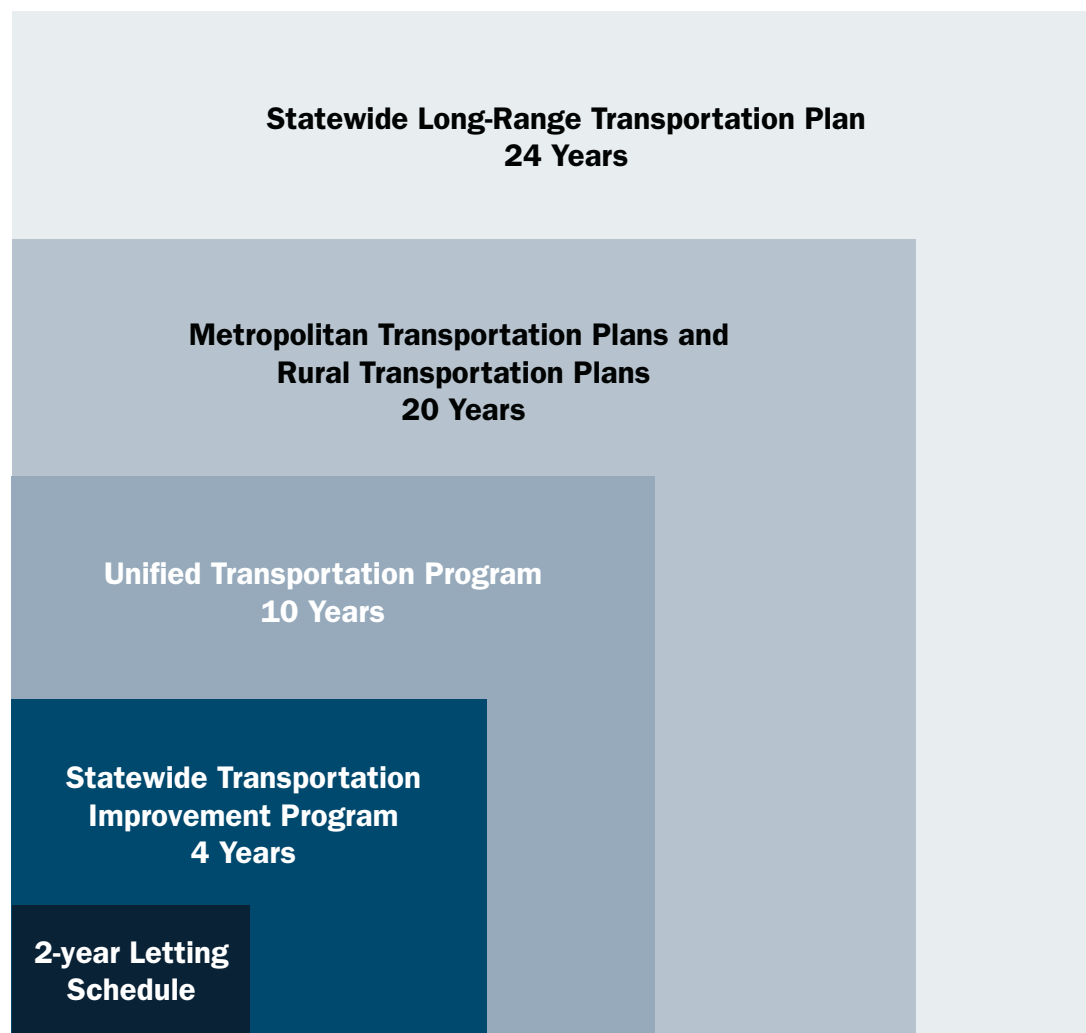 Statewide Long-Range Transportation Plan
24 Years
Metropolitan Transportation Plans and
Rural Transportation Plans
20 Years
Unified Transportation Program
10 Years
Statewide Transportation
Improvement Program
4 Years
2-year Letting
Schedule